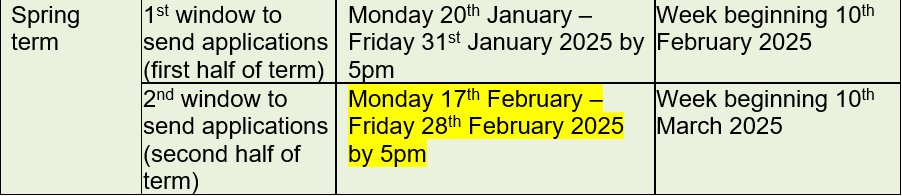 Spring
term
1st window to
send applications
(first half of term)
Monday 20th January –
Friday 31st January 2025 by
5pm
Week beginning 10th
February 2025
2nd window to
send applications
(second half of
term)
Monday 17th February –
Friday 28th February 2025
by 5pm
Week beginning 10th
March 2025